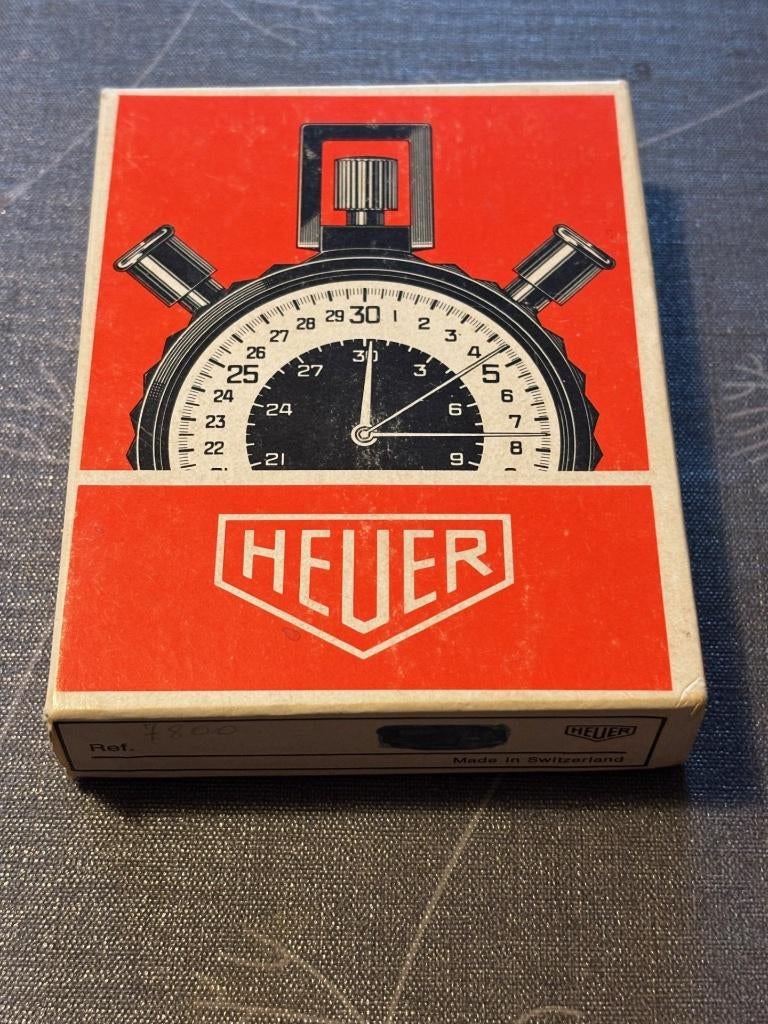 29 30 1 2 3 4 5 6 7 8
28 27 26 25 24 23 22 21
30 3 6 9
27 24 21
HEUER
Ref. 7800
HEUER
Made in Switzerland